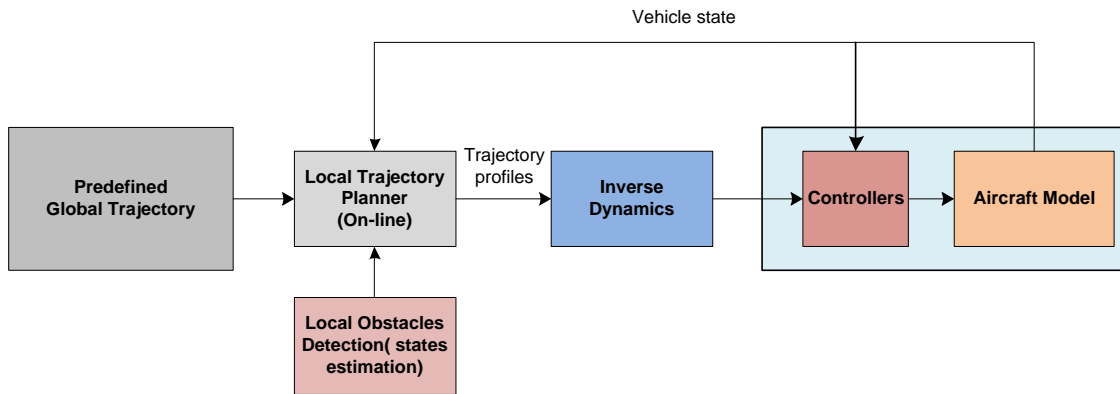 Vehicle state
Predefined
Global Trajectory
Local Trajectory
Planner
(On-line)
Trajectory
profiles
Inverse
Dynamics
Controllers
Aircraft Model
Local Obstacles
Detection( states
estimation)